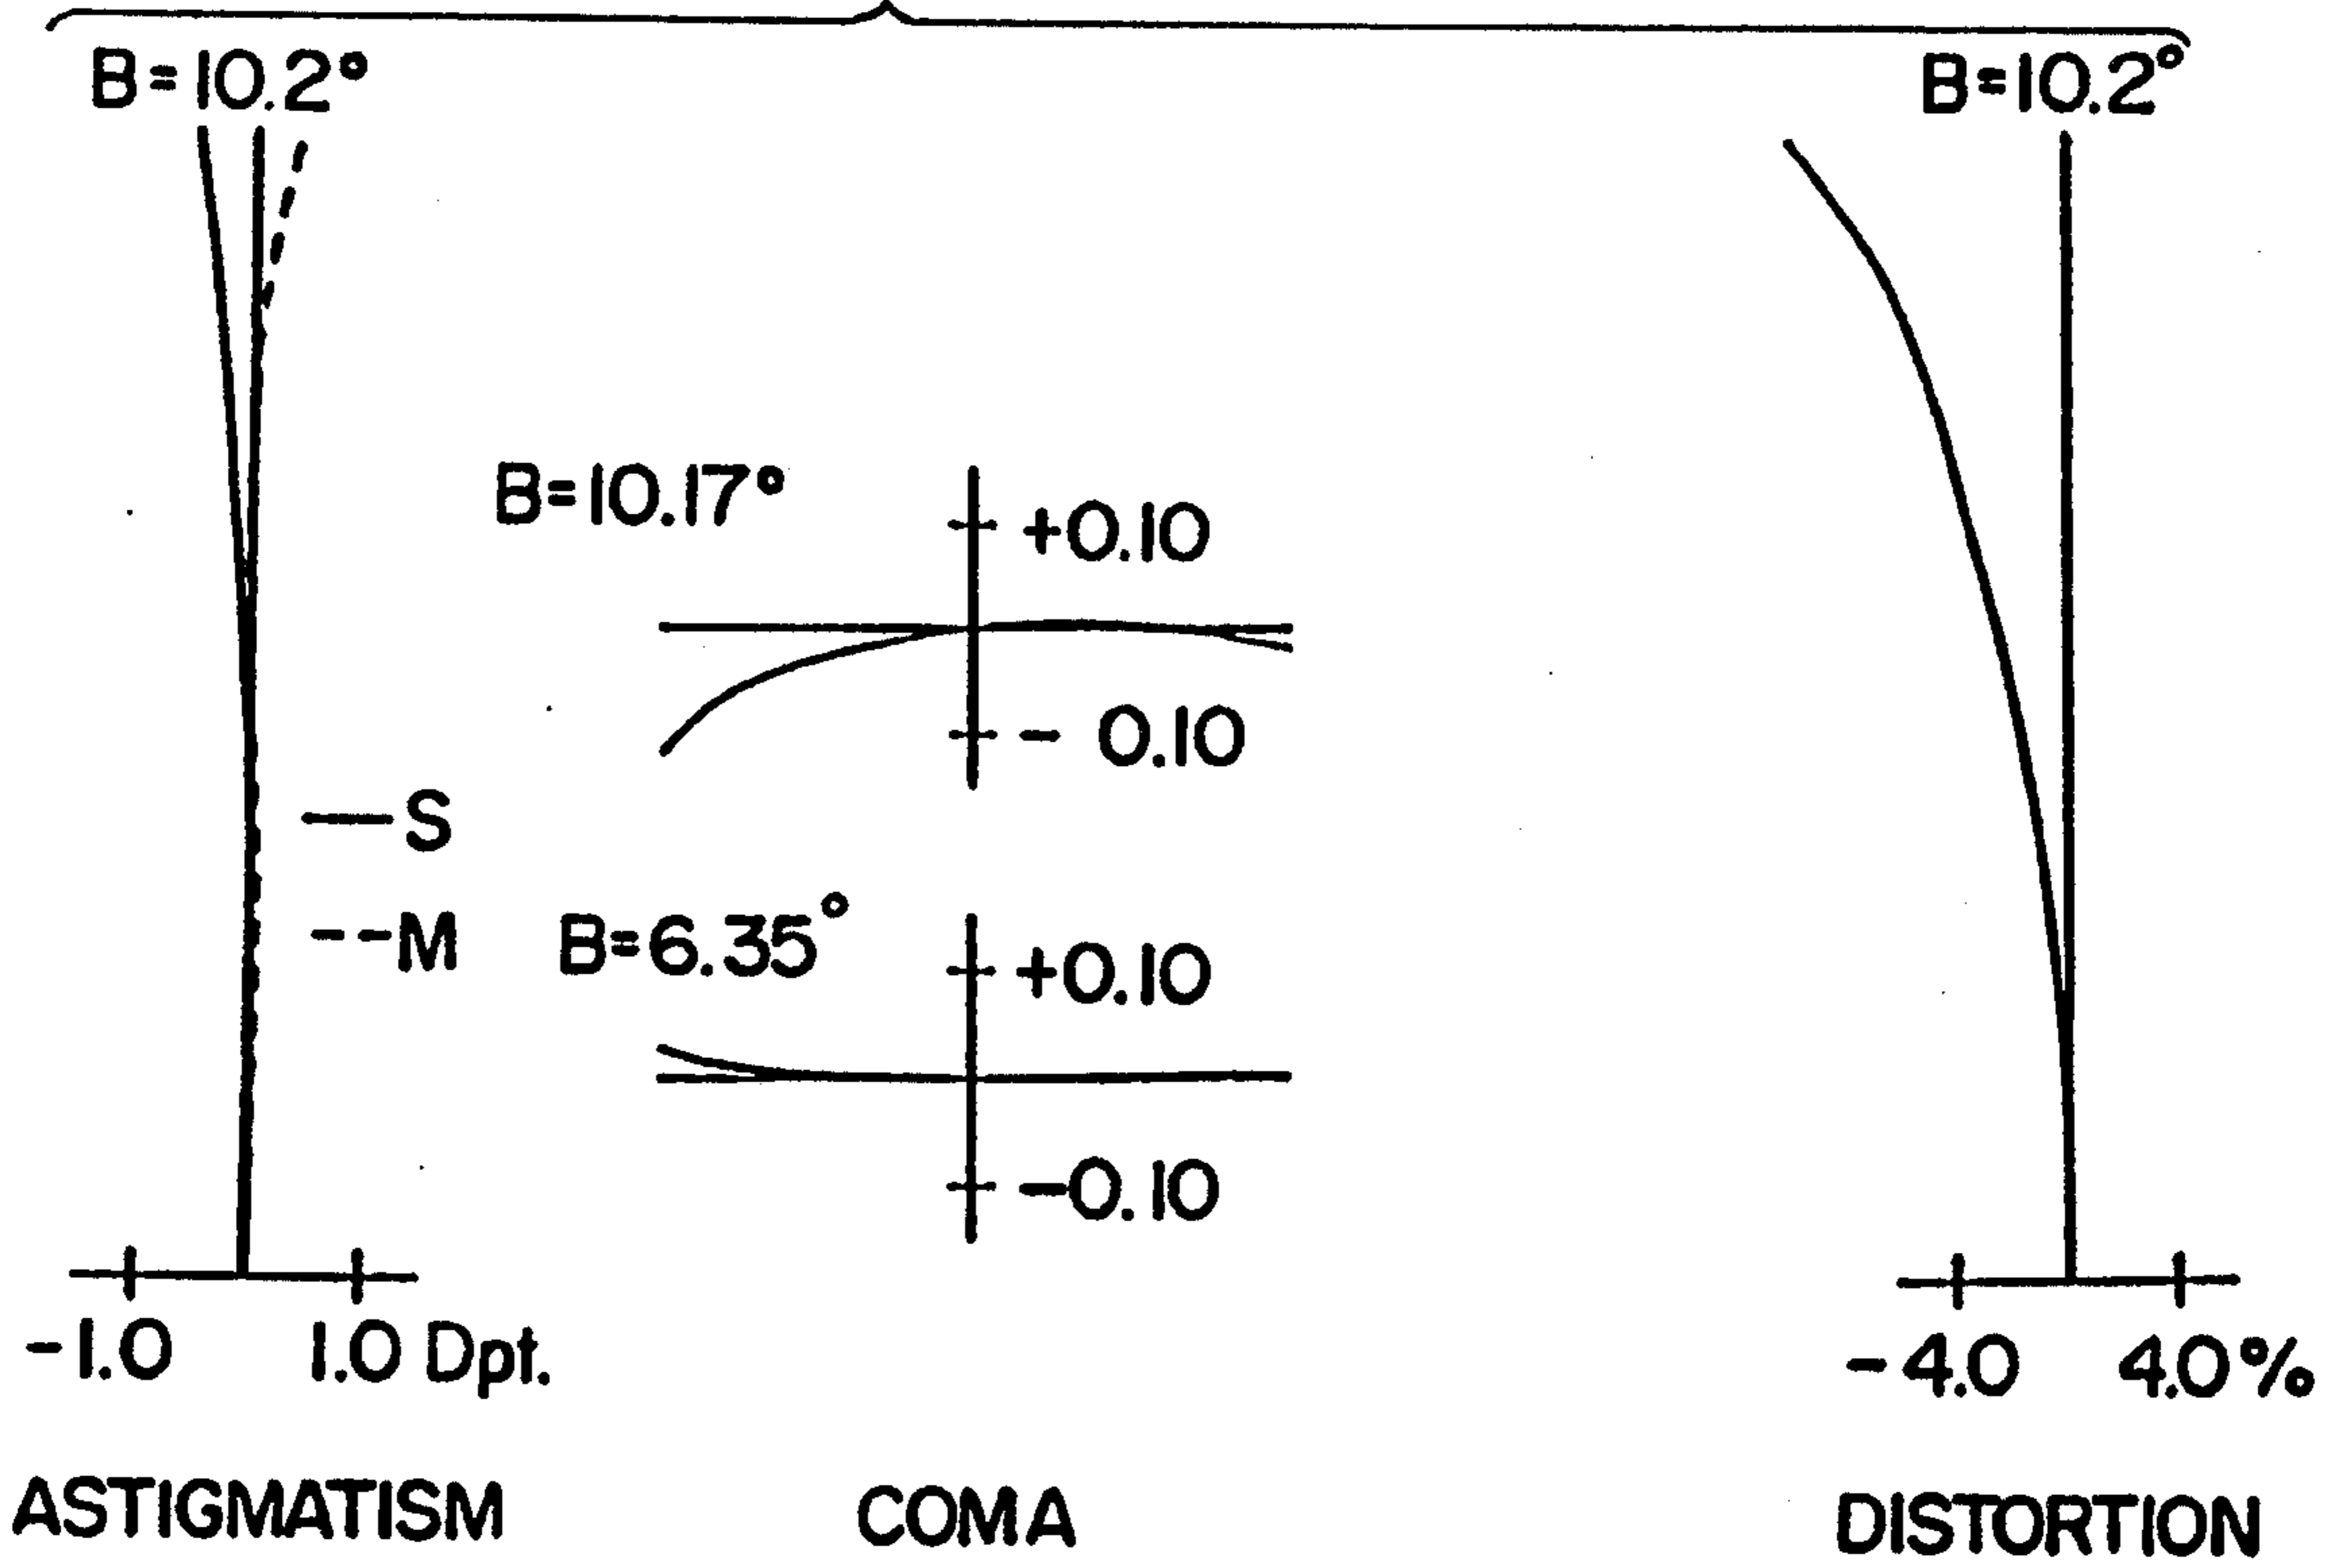 B=10.2°
B=10.2°
B=10.17°
+0.10
- 0.10
—S
--M
B=6.35°
+0.10
-0.10
-1.0
1.0 Dpt.
-4.0
4.0%
ASTIGMATISM
COMA
DISTORTION